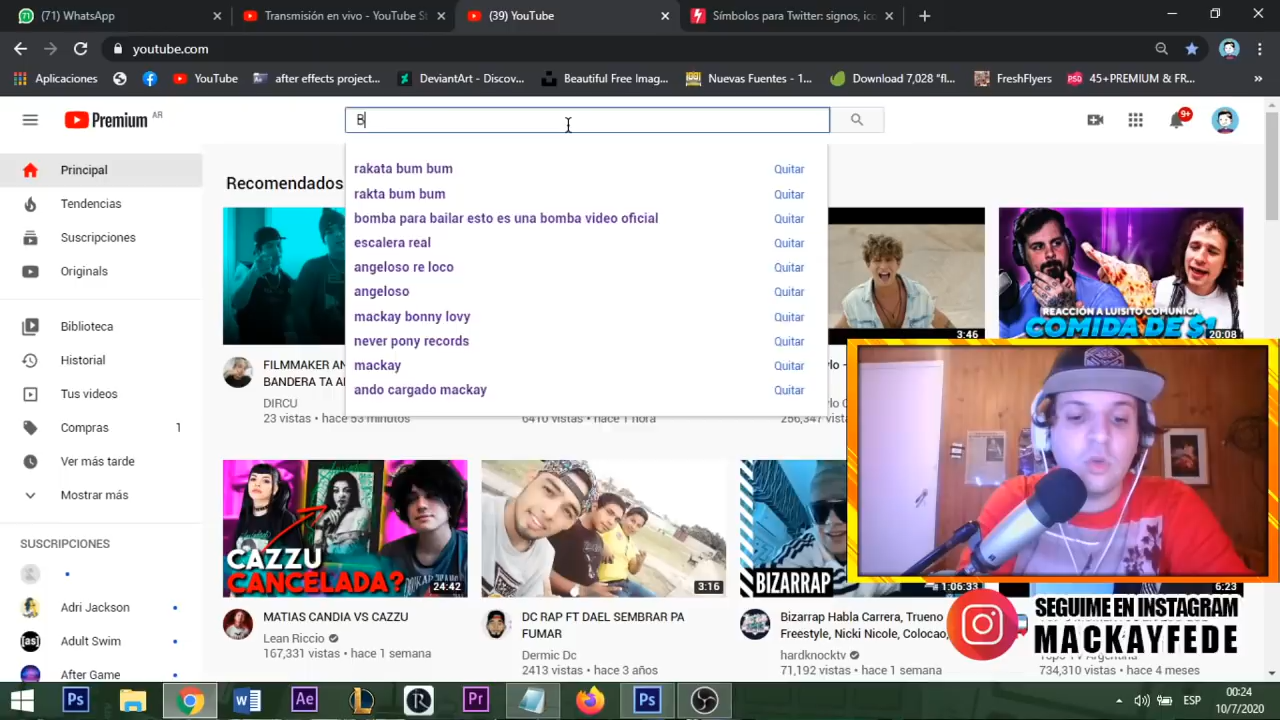 (71) WhatsApp
Transmisión en vivo - YouTube S
(39) YouTube
Símbolos para Twitter: signos, ico
youtube.com
Aplicaciones
YouTube
after effects project...
DeviantArt - Discov...
Beautiful Free Imag...
Nuevas Fuentes - 1...
Download 7,028 "fl...
FreshFlyers
45+PREMIUM & FR...
Premium AR
B
9+
Principal
Tendencias
Suscripciones
Originals
Biblioteca
Historial
Tus videos
Compras 1
Ver más tarde
Mostrar más
SUSCRIPCIONES
Adri Jackson
Adult Swim
After Game
Recomendados
rakata bum bum Quitar
rakta bum bum Quitar
bomba para bailar esto es una bomba video oficial Quitar
escalera real Quitar
angeloso re loco Quitar
angeloso Quitar
mackay bonny lovy Quitar
never pony records Quitar
mackay Quitar
ando cargado mackay Quitar
FILMMAKER AN
BANDERA TA A
DIRCU
23 vistas • hace 53 minutos
6410 vistas • hace 1 hora
3:46
256,347
REACCIÓN A LUISITO COMUNICA
COMIDA DE $1
20:08
CAZZU
CANCELADA?
24:42
MATIAS CANDIA VS CAZZU
Lean Riccio
167,331 vistas • hace 1 semana
3:16
DC RAP FT DAEL SEMBRAR PA
FUMAR
Dermic Dc
2413 vistas • hace 3 años
BIZARRAP
1:06:33
Bizarrap Habla Carrera, Trueno
Freestyle, Nicki Nicole, Colocao,
hardknocktv
71,192 vistas • hace 1 semana
6:23
734,310 vistas • hace 4 meses
SEGUIME EN INSTAGRAM
MACKAYFEDE
Ps
Ae
Pr
Ps
ESP
00:24
10/7/2020